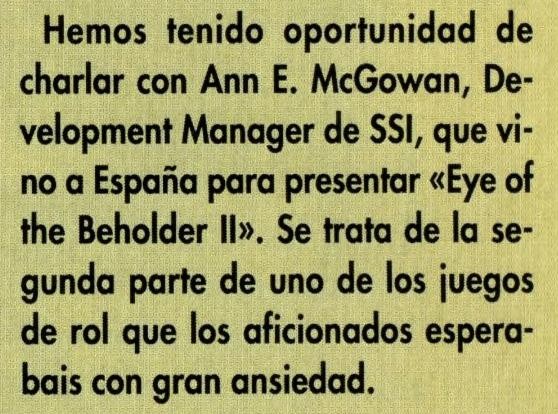 Hemos tenido oportunidad de
charlar con Ann E. McGowan, De-
velopment Manager de SSI, que vi-
no a España para presentar «Eye of
the Beholder II». Se trata de la se-
gunda parte de uno de los juegos
de rol que los aficionados espera-
bais con gran ansiedad.